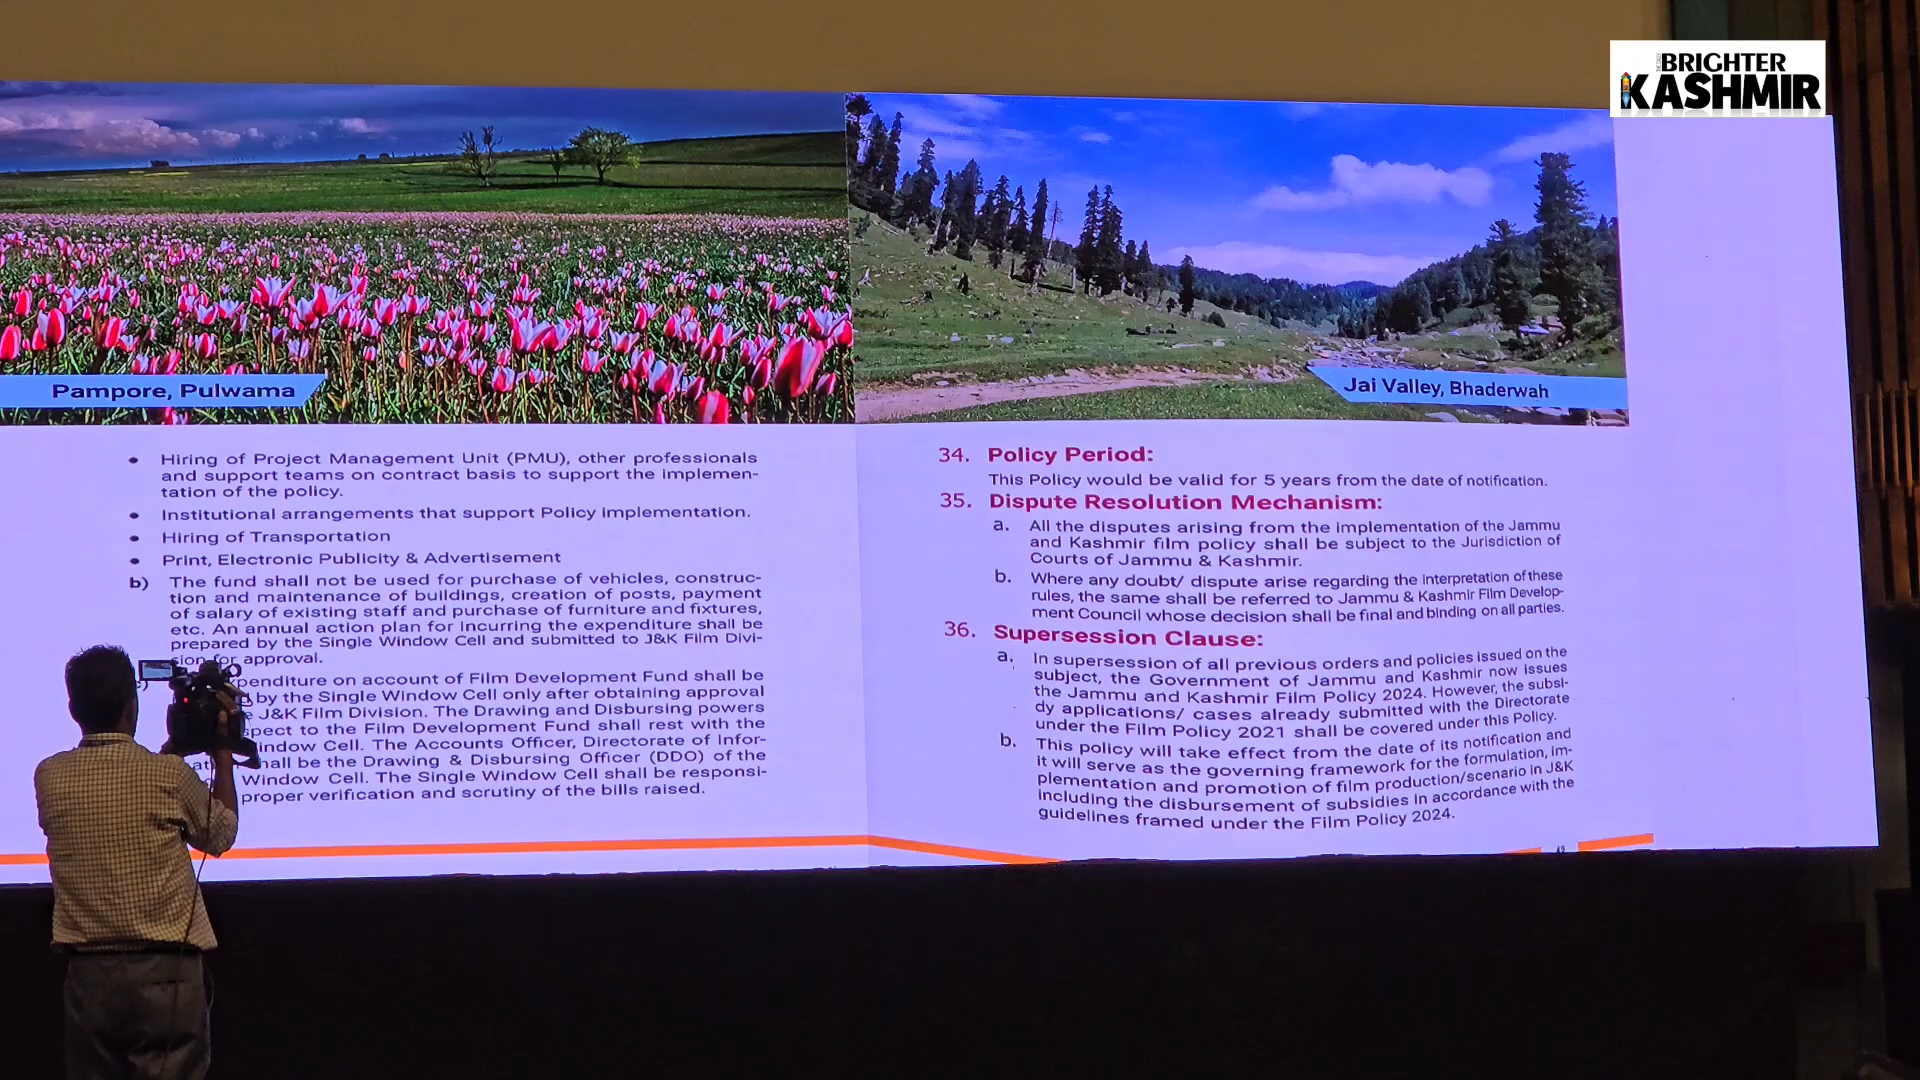 BRIGHTER
KASHMIR
Pampore, Pulwama
Jai Valley, Bhaderwah
• Hiring of Project Management Unit (PMU), other professionals
and support teams on contract basis to support the implemen-
tation of the policy.
• Institutional arrangements that support Policy Implementation.
• Hiring of Transportation
• Print, Electronic Publicity & Advertisement
b) The fund shall not be used for purchase of vehicles, construc-
tion and maintenance of buildings, creation of posts, payment
of salary of existing staff and purchase of furniture and fixtures,
etc. An annual action plan for incurring the expenditure shall be
prepared by the Single Window Cell and submitted to J&K Film Divi-
sion for approval.
penditure on account of Film Development Fund shall be
by the Single Window Cell only after obtaining approval
J&K Film Division. The Drawing and Disbursing powers
spect to the Film Development Fund shall rest with the
indow Cell. The Accounts Officer, Directorate of Infor-
hall be the Drawing & Disbursing Officer (DDO) of the
Window Cell. The Single Window Cell shall be responsi-
proper verification and scrutiny of the bills raised.
34. Policy Period:
This Policy would be valid for 5 years from the date of notification.
35. Dispute Resolution Mechanism:
a. All the disputes arising from the implementation of the Jammu
and Kashmir film policy shall be subject to the Jurisdiction of
Courts of Jammu & Kashmir.
b. Where any doubt/ dispute arise regarding the interpretation of these
rules, the same shall be referred to Jammu & Kashmir Film Develop-
ment Council whose decision shall be final and binding on all parties.
36. Supersession Clause:
a. In supersession of all previous orders and policies issued on the
subject, the Government of Jammu and Kashmir now issues
the Jammu and Kashmir Film Policy 2024. However, the subsi-
dy applications/ cases already submitted with the Directorate
under the Film Policy 2021 shall be covered under this Policy.
b. This policy will take effect from the date of its notification and
it will serve as the governing framework for the formulation, im-
plementation and promotion of film production/scenario in J&K
including the disbursement of subsidies in accordance with the
guidelines framed under the Film Policy 2024.